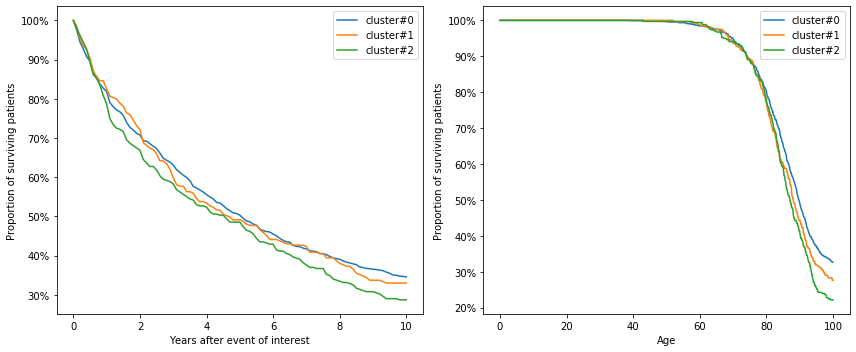 100%
90%
80%
70%
60%
50%
40%
30%
0
2
4
6
8
10
Years after event of interest
Proportion of surviving patients
cluster#0
cluster#1
cluster#2
100%
90%
80%
70%
60%
50%
40%
30%
20%
0
20
40
60
80
100
Age
Proportion of surviving patients
cluster#0
cluster#1
cluster#2